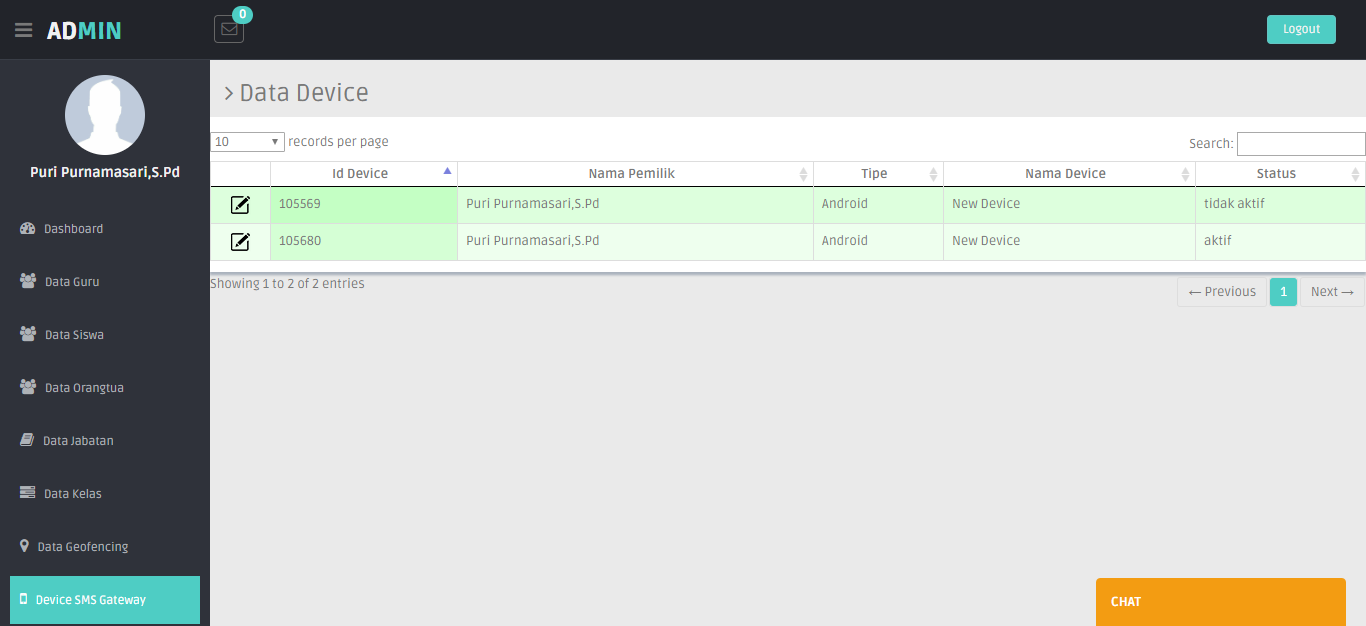 ADMIN
0
Logout
Puri Purnamasari,S.Pd
Dashboard
Data Guru
Data Siswa
Data Orangtua
Data Jabatan
Data Kelas
Data Geofencing
Device SMS Gateway
> Data Device
10 records per page
Search:
Id Device Nama Pemilik Tipe Nama Device Status
105569 Puri Purnamasari,S.Pd Android New Device tidak aktif
105680 Puri Purnamasari,S.Pd Android New Device aktif
Showing 1 to 2 of 2 entries
← Previous 1 Next →
CHAT